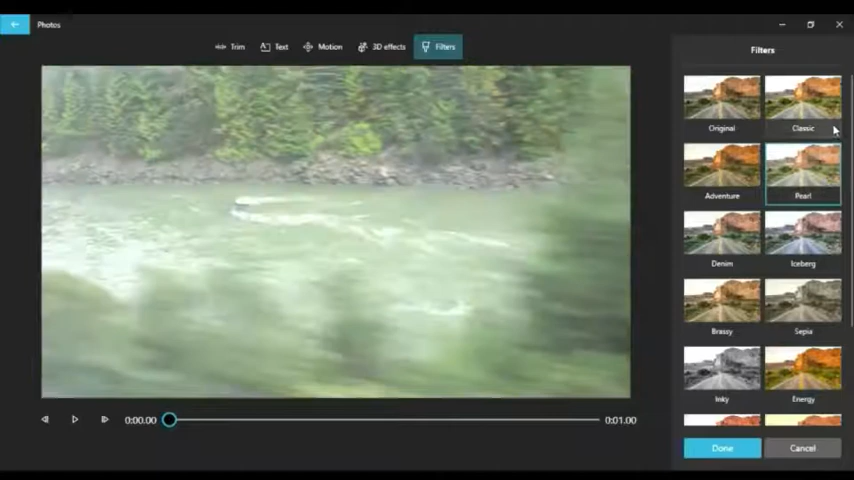 Photos
Trim Text Motion 3D effects Filters
Filters
Original Classic
Adventure Pearl
Denim Iceberg
Brassy Sepia
Inky Energy
0:00.00 0:01.00
Done Cancel